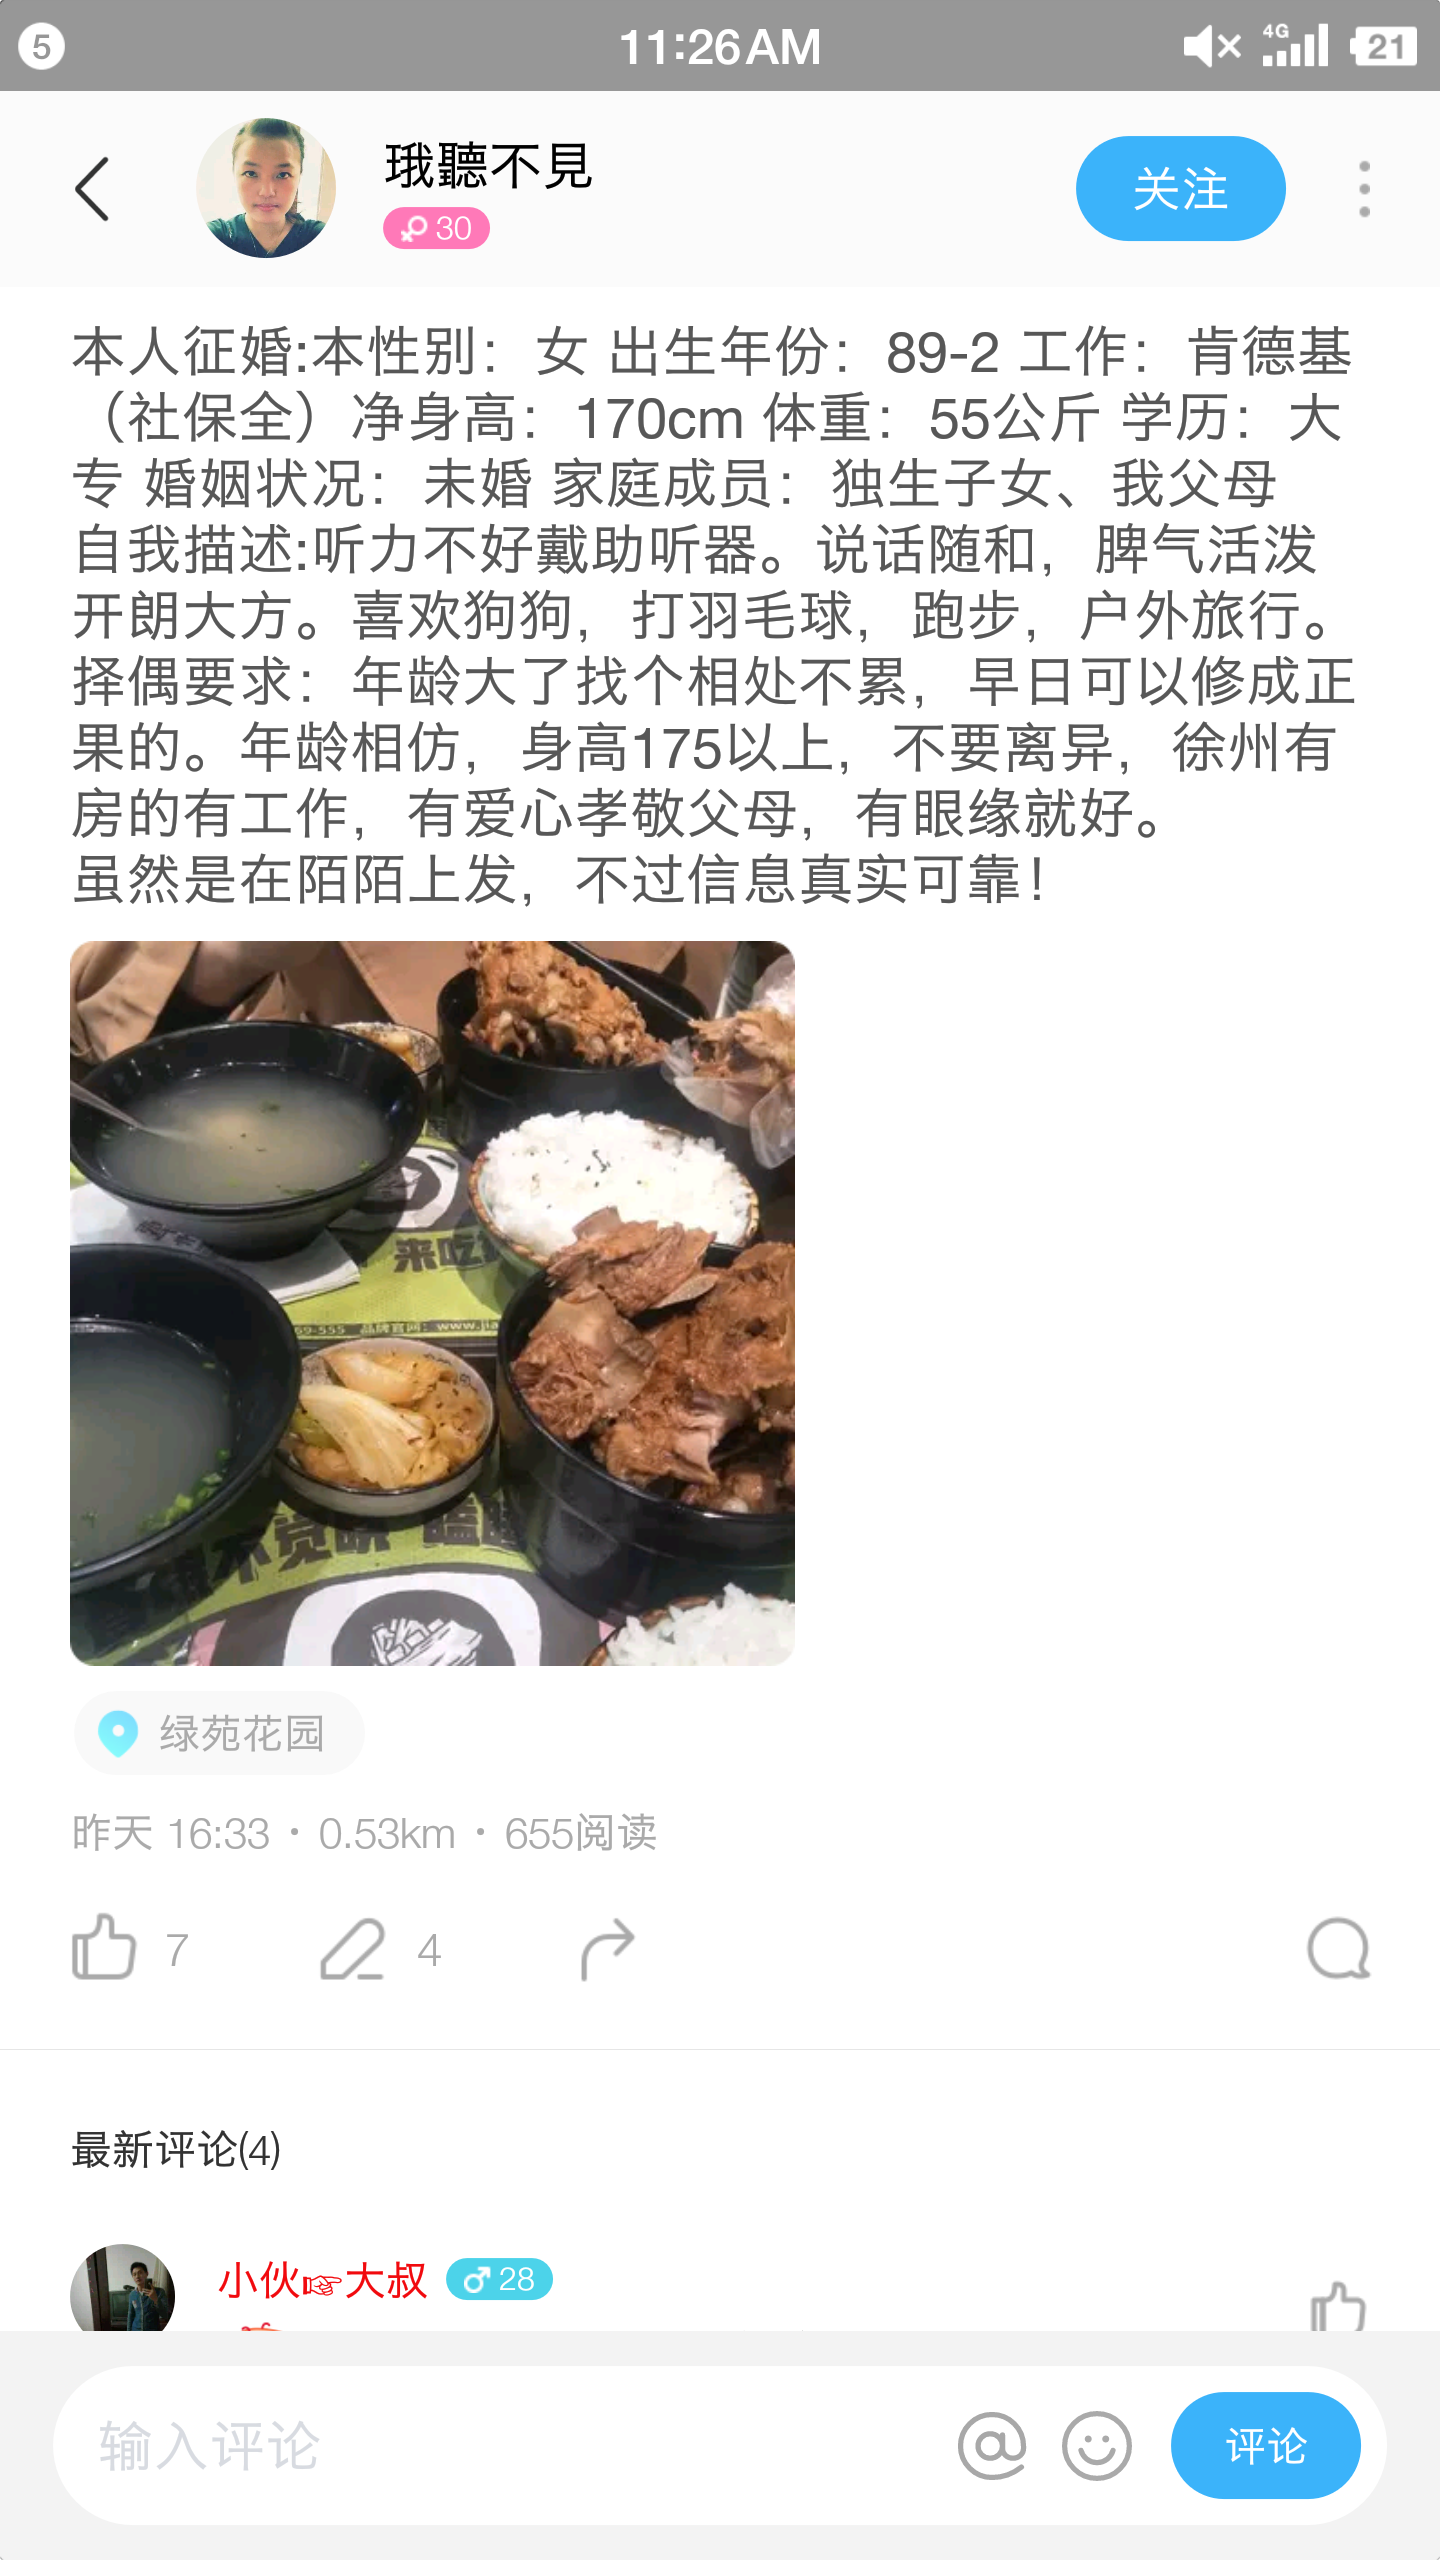 5
11:26AM
4G
21
珴聽不見
30
关注
本人征婚:本性别：女 出生年份：89-2 工作：肯德基
（社保全）净身高：170cm 体重：55公斤 学历：大
专 婚姻状况：未婚 家庭成员：独生子女、我父母
自我描述:听力不好戴助听器。说话随和，脾气活泼
开朗大方。喜欢狗狗，打羽毛球，跑步，户外旅行。
择偶要求：年龄大了找个相处不累，早日可以修成正
果的。年龄相仿，身高175以上，不要离异，徐州有
房的有工作，有爱心孝敬父母，有眼缘就好。
虽然是在陌陌上发，不过信息真实可靠！
来吃
绿苑花园
昨天 16:33・0.53km・655阅读
7
4
最新评论(4)
小伙☞大叔
28
输入评论
评论